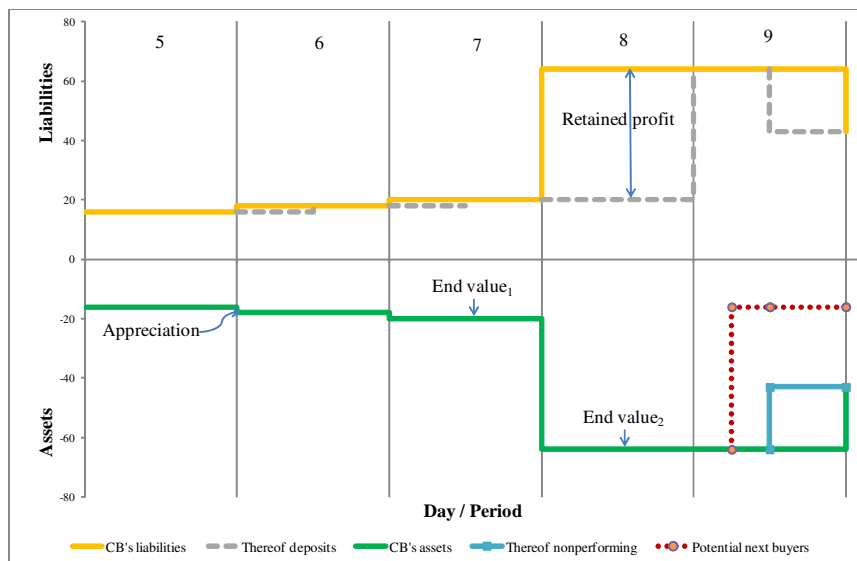 80
5 6 7 8 9
60
Retained profit
Liabilities
40
20
0
End value1
-20
Appreciation
-40
End value2
Assets
-60
-80
Day / Period
CB's liabilities Thereof deposits CB's assets Thereof nonperforming Potential next buyers